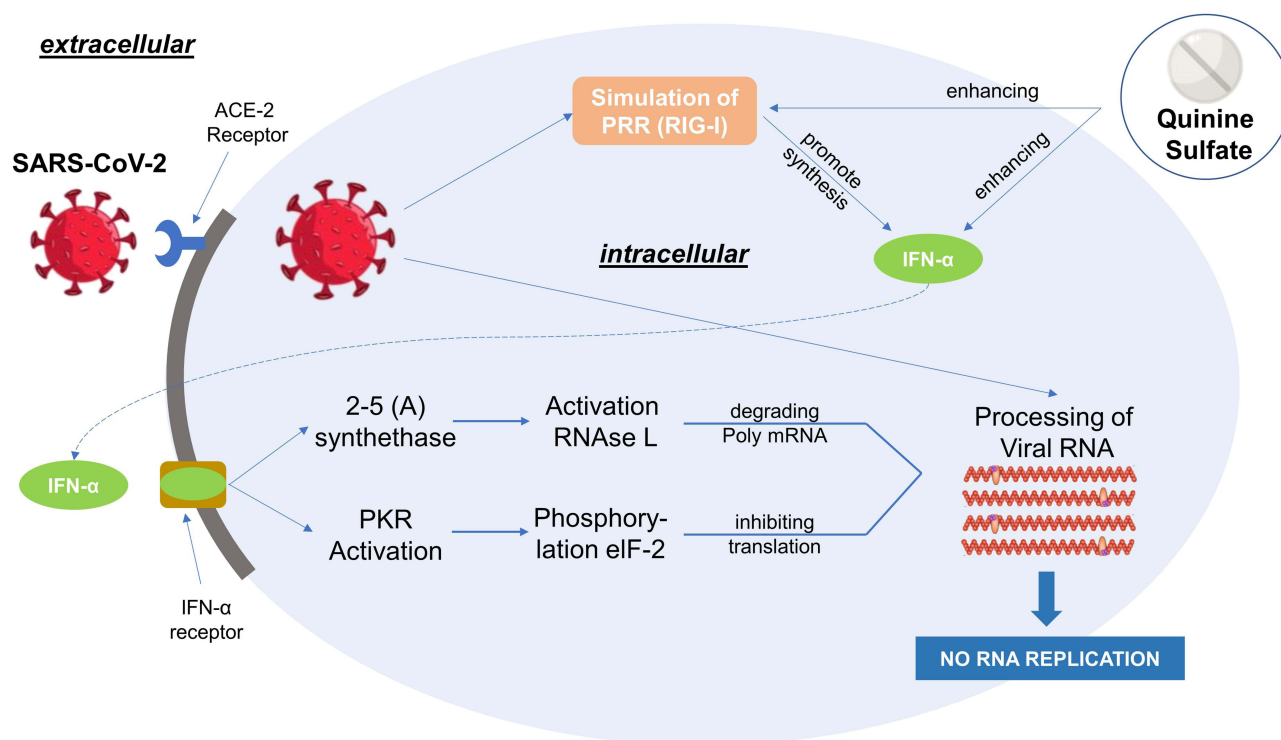 extracellular
ACE-2
Receptor
SARS-CoV-2
Simulation of
PRR (RIG-I)
enhancing
Quinine
Sulfate
promote
synthesis
enhancing
intracellular
IFN-α
2-5 (A)
synthethase
Activation
RNAse L
degrading
Poly mRNA
Processing of
Viral RNA
IFN-α
PKR
Activation
Phosphory-
lation eIF-2
inhibiting
translation
IFN-α
receptor
NO RNA REPLICATION